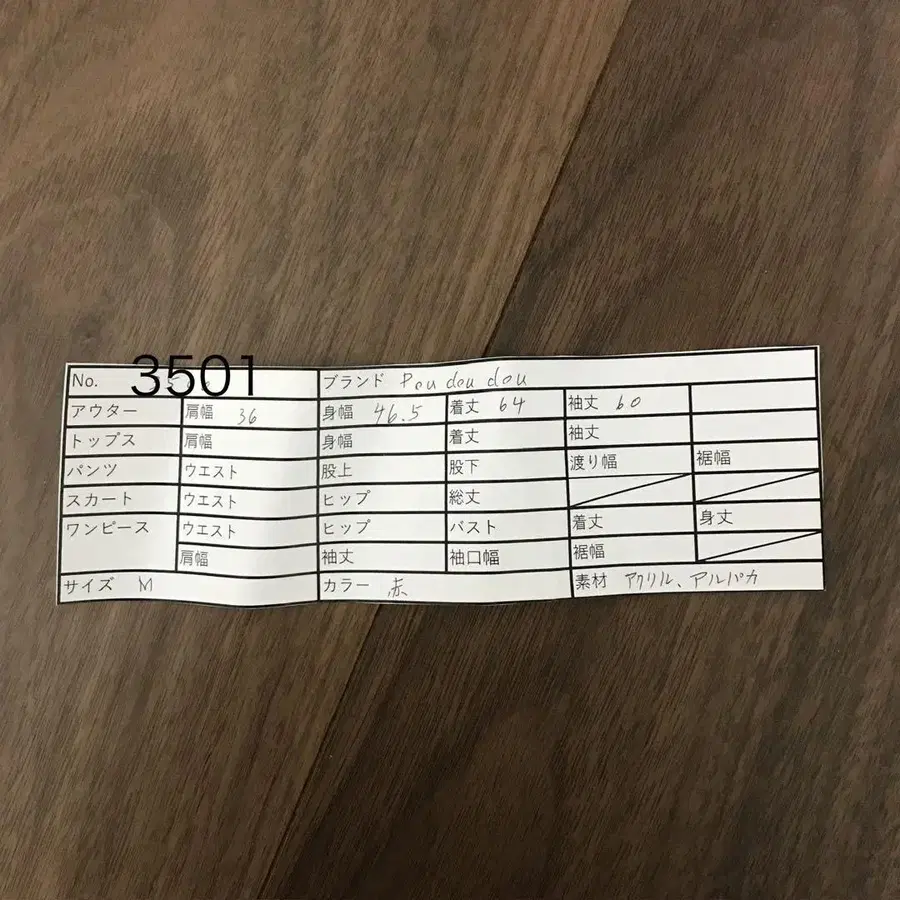 No. 3501 ブランド Pou dou dou
アウター 肩幅 36 身幅 46.5 着丈 64 袖丈 60
トップス 肩幅 身幅 着丈 袖丈
パンツ ウエスト 股上 股下 渡り幅 裾幅
スカート ウエスト ヒップ 総丈
ワンピース ウエスト ヒップ バスト 着丈 身丈
肩幅 袖丈 袖口幅 裾幅
サイズ M カラー 赤 素材 アクリル、アルパカ